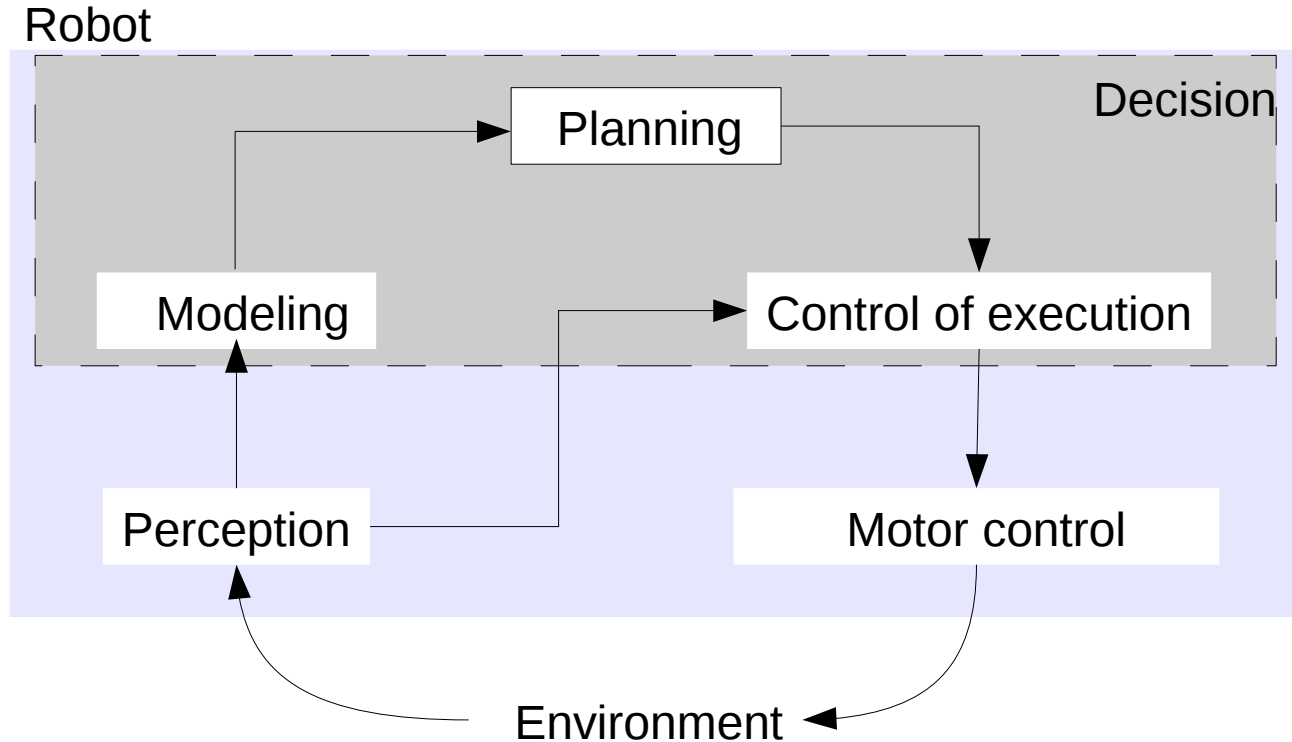 Robot
Decision
Planning
Modeling
Control of execution
Perception
Motor control
Environment